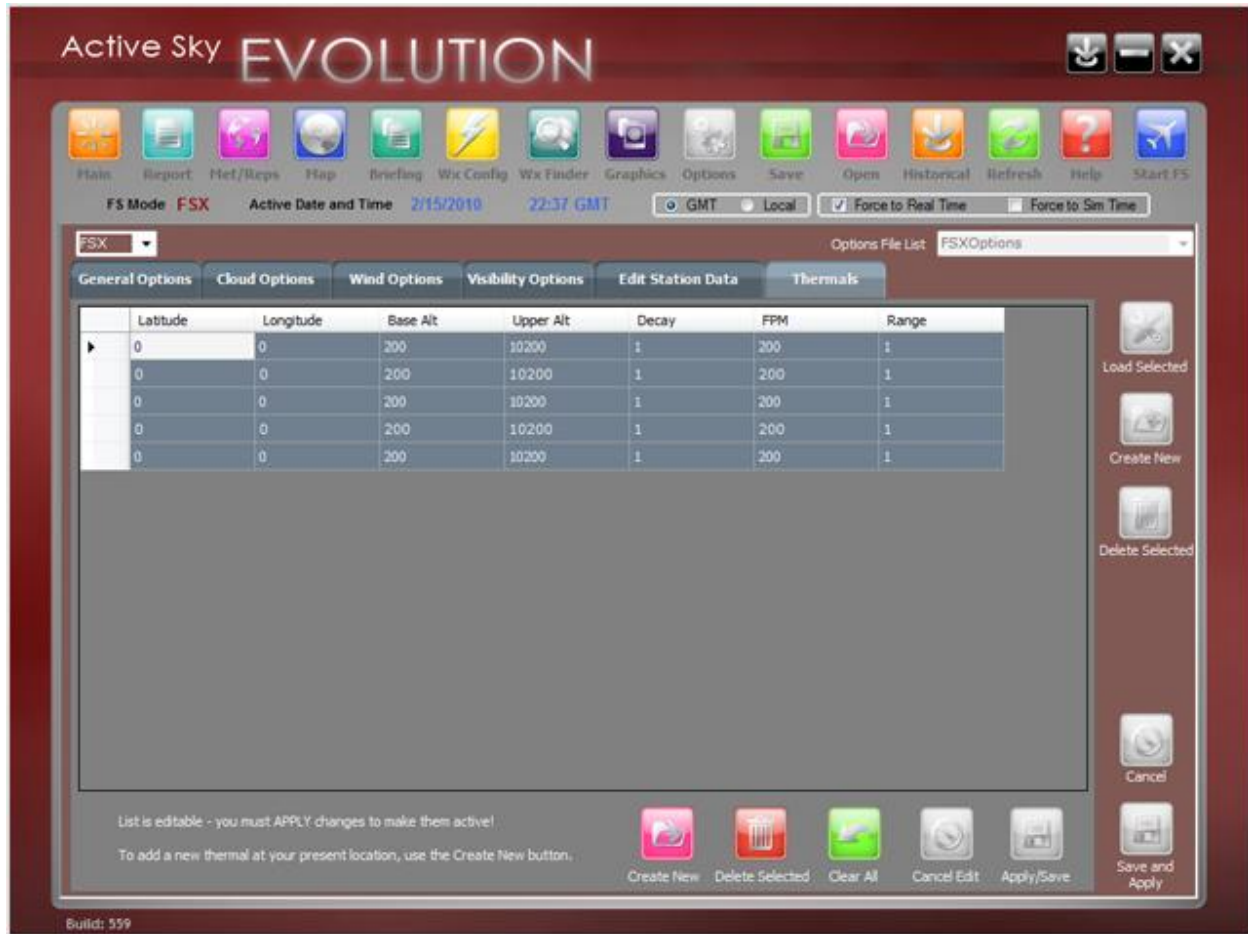 Active Sky EVOLUTION
Main Report Met/Reps Map Briefing Wx Config Wx Finder Graphics Options Save Open Historical Refresh Help Start FS
FS Mode FSX Active Date and Time 2/15/2010 22:37 GMT GMT Local Force to Real Time Force to Sim Time
FSX Options File List FSXOptions
General Options Cloud Options Wind Options Visibility Options Edit Station Data Thermals
Latitude Longitude Base Alt Upper Alt Decay FPM Range
0 0 200 10200 1 200 1
0 0 200 10200 1 200 1
0 0 200 10200 1 200 1
0 0 200 10200 1 200 1
0 0 200 10200 1 200 1
Load Selected
Create New
Delete Selected
Cancel
List is editable - you must APPLY changes to make them active!
To add a new thermal at your present location, use the Create New button.
Create New Delete Selected Clear All Cancel Edit Apply/Save
Save and
Apply
Build: 559